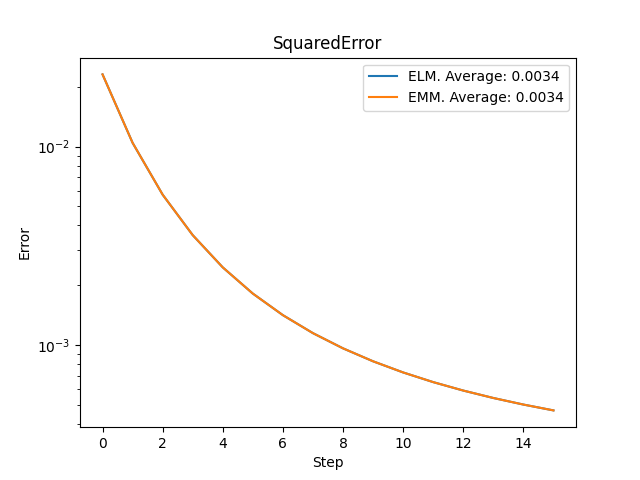 SquaredError
ELM. Average: 0.0034
EMM. Average: 0.0034
10⁻²
10⁻³
Error
0 2 4 6 8 10 12 14
Step